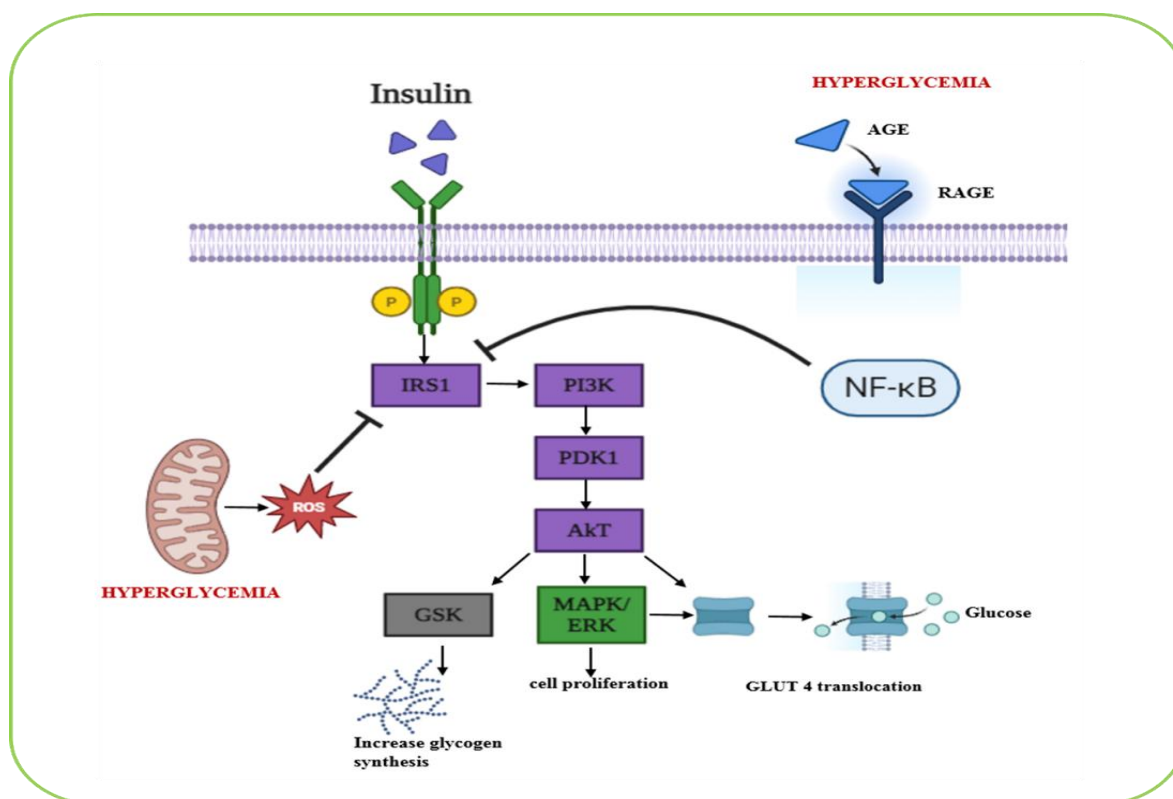 HYPERGLYCEMIA
Insulin
AGE
RAGE
P
P
IRS1
PI3K
NF-κB
PDK1
ROS
AkT
HYPERGLYCEMIA
GSK
MAPK/
ERK
Glucose
cell proliferation
GLUT 4 translocation
Increase glycogen
synthesis